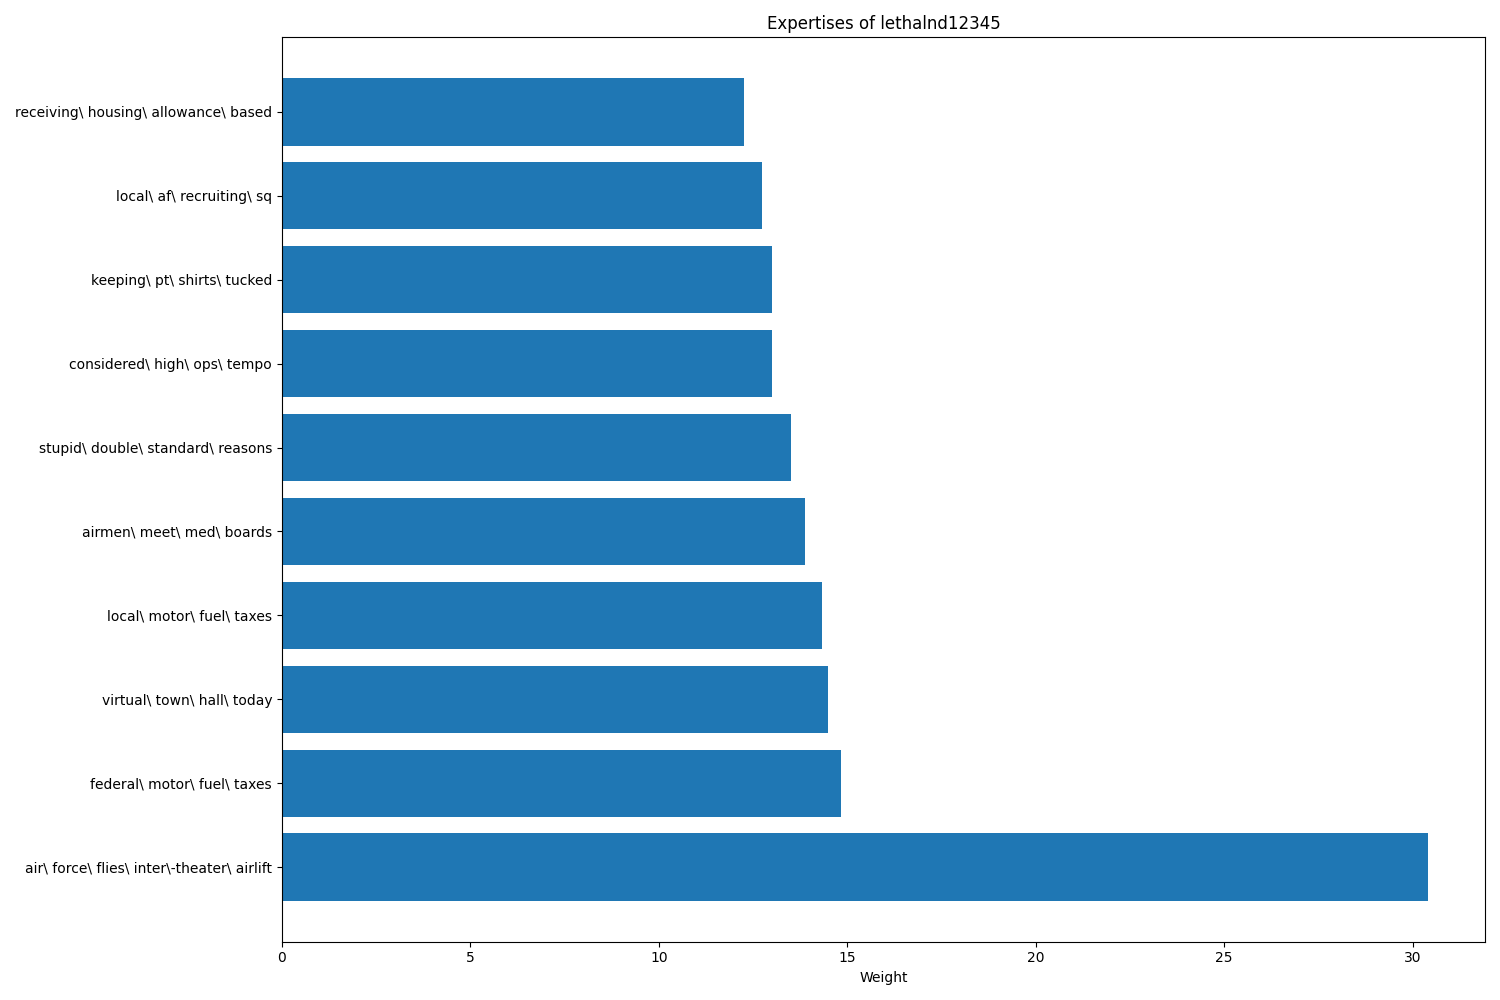 Expertises of lethalnd12345
receiving\ housing\ allowance\ based
local\ af\ recruiting\ sq
keeping\ pt\ shirts\ tucked
considered\ high\ ops\ tempo
stupid\ double\ standard\ reasons
airmen\ meet\ med\ boards
local\ motor\ fuel\ taxes
virtual\ town\ hall\ today
federal\ motor\ fuel\ taxes
air\ force\ flies\ inter\-theater\ airlift
0 5 10 15 20 25 30
Weight